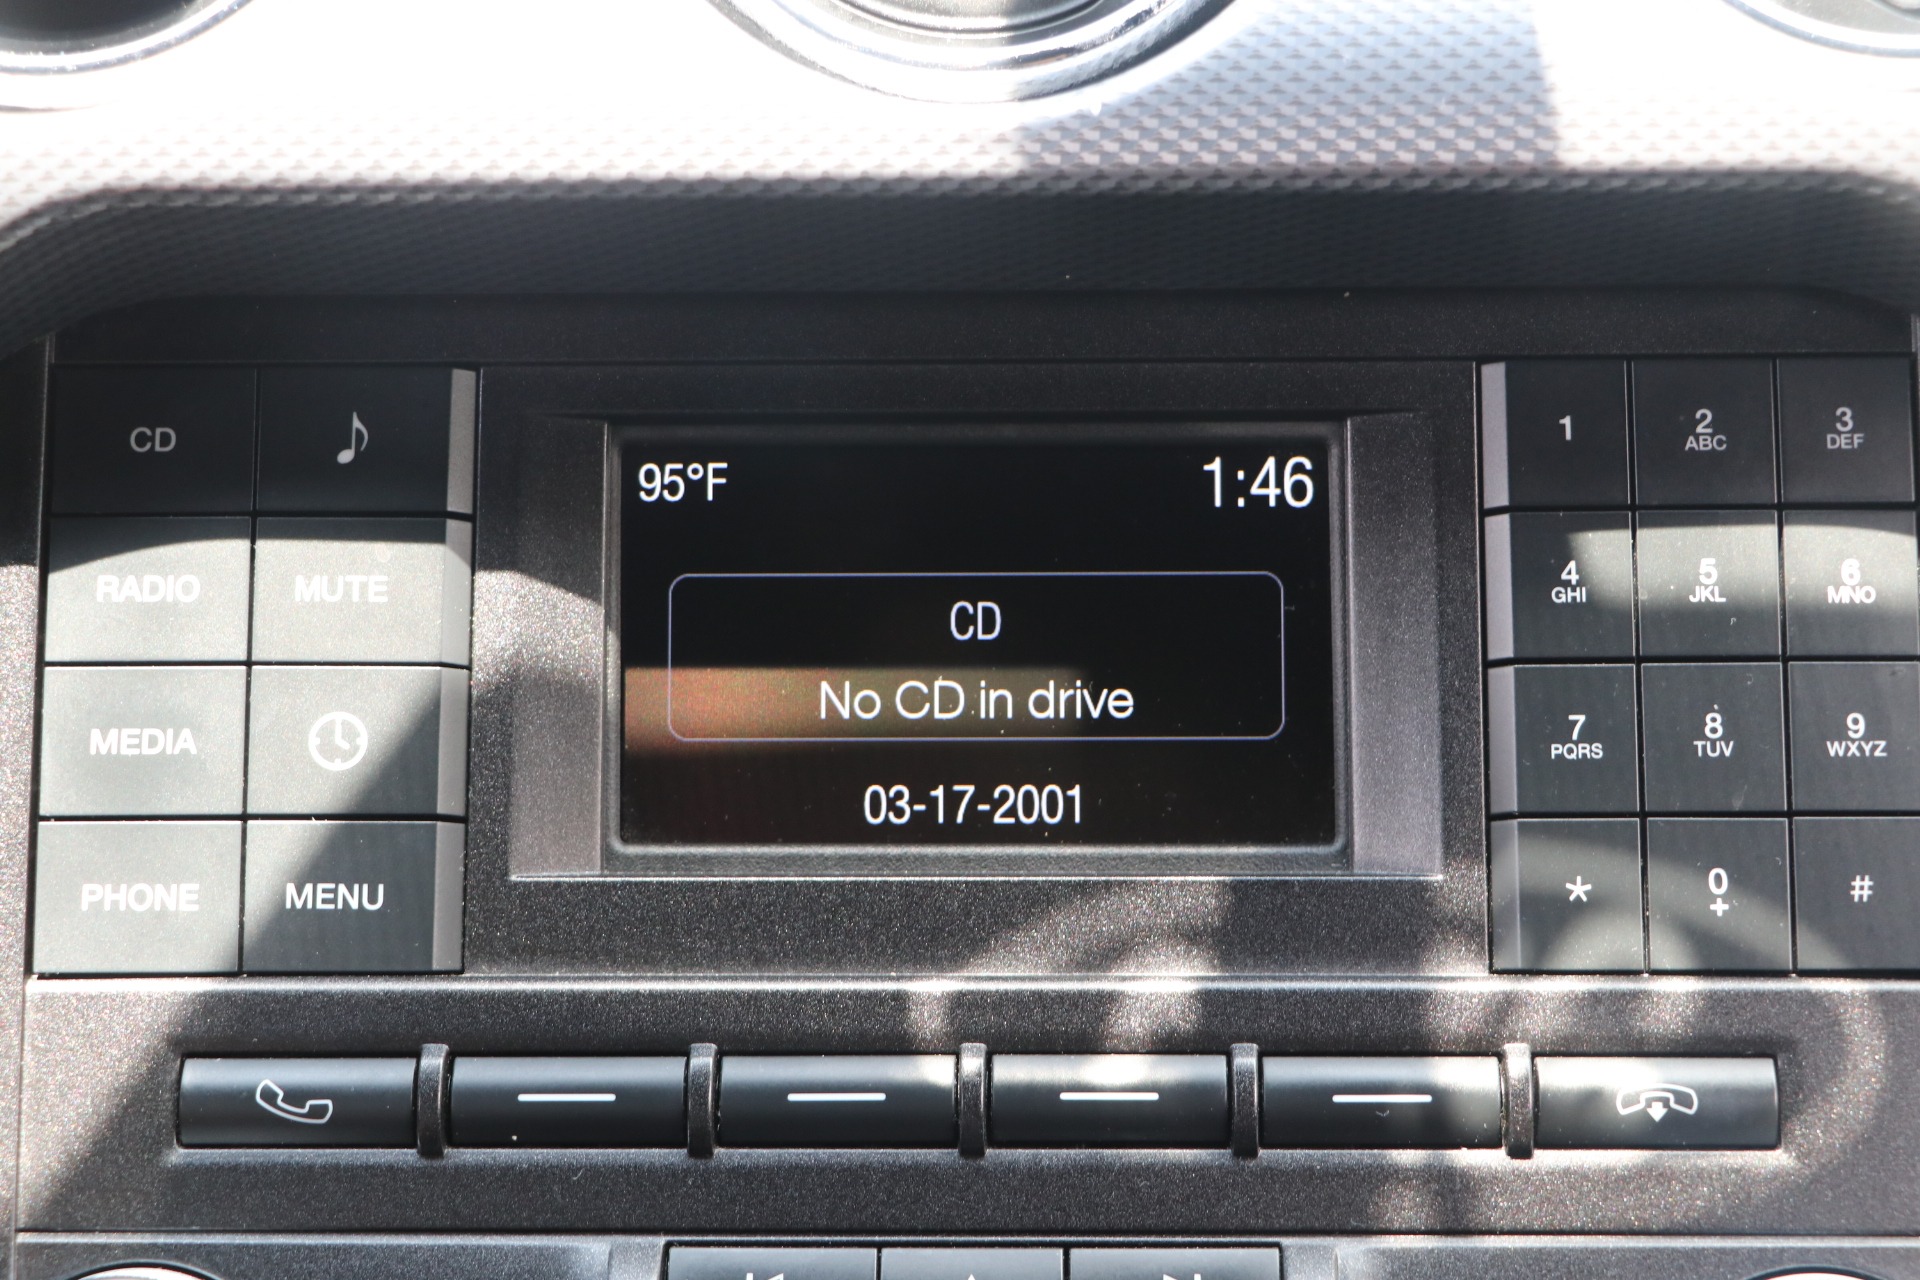 95°F
1:46
CD
No CD in drive
03-17-2001
CD
RADIO MUTE
MEDIA
PHONE MENU
1 2 3
ABC DEF
4 5 6
GHI JKL MNO
7 8 9
PQRS TUV WXYZ
* 0 #
+